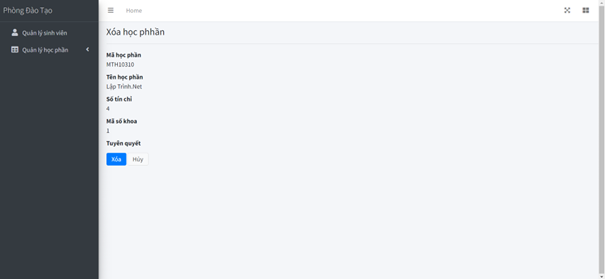 Phòng Đào Tạo
Home
Quản lý sinh viên
Quản lý học phần
Xóa học phhần
Mã học phần
MTH10310
Tên học phần
Lập Trình.Net
Số tín chỉ
4
Mã số khoa
1
Tuyên quyết
Xóa
Hủy